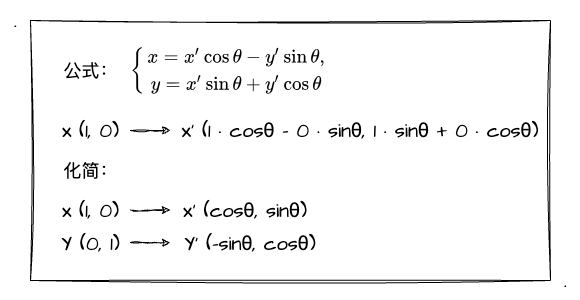 公式： { x = x′ cos θ − y′ sin θ,
y = x′ sin θ + y′ cos θ
x (1, 0) ⟶ x' (1 · cosθ - 0 · sinθ, 1 · sinθ + 0 · cosθ)
化简：
x (1, 0) ⟶ x' (cosθ, sinθ)
Y (0, 1) ⟶ Y' (-sinθ, cosθ)